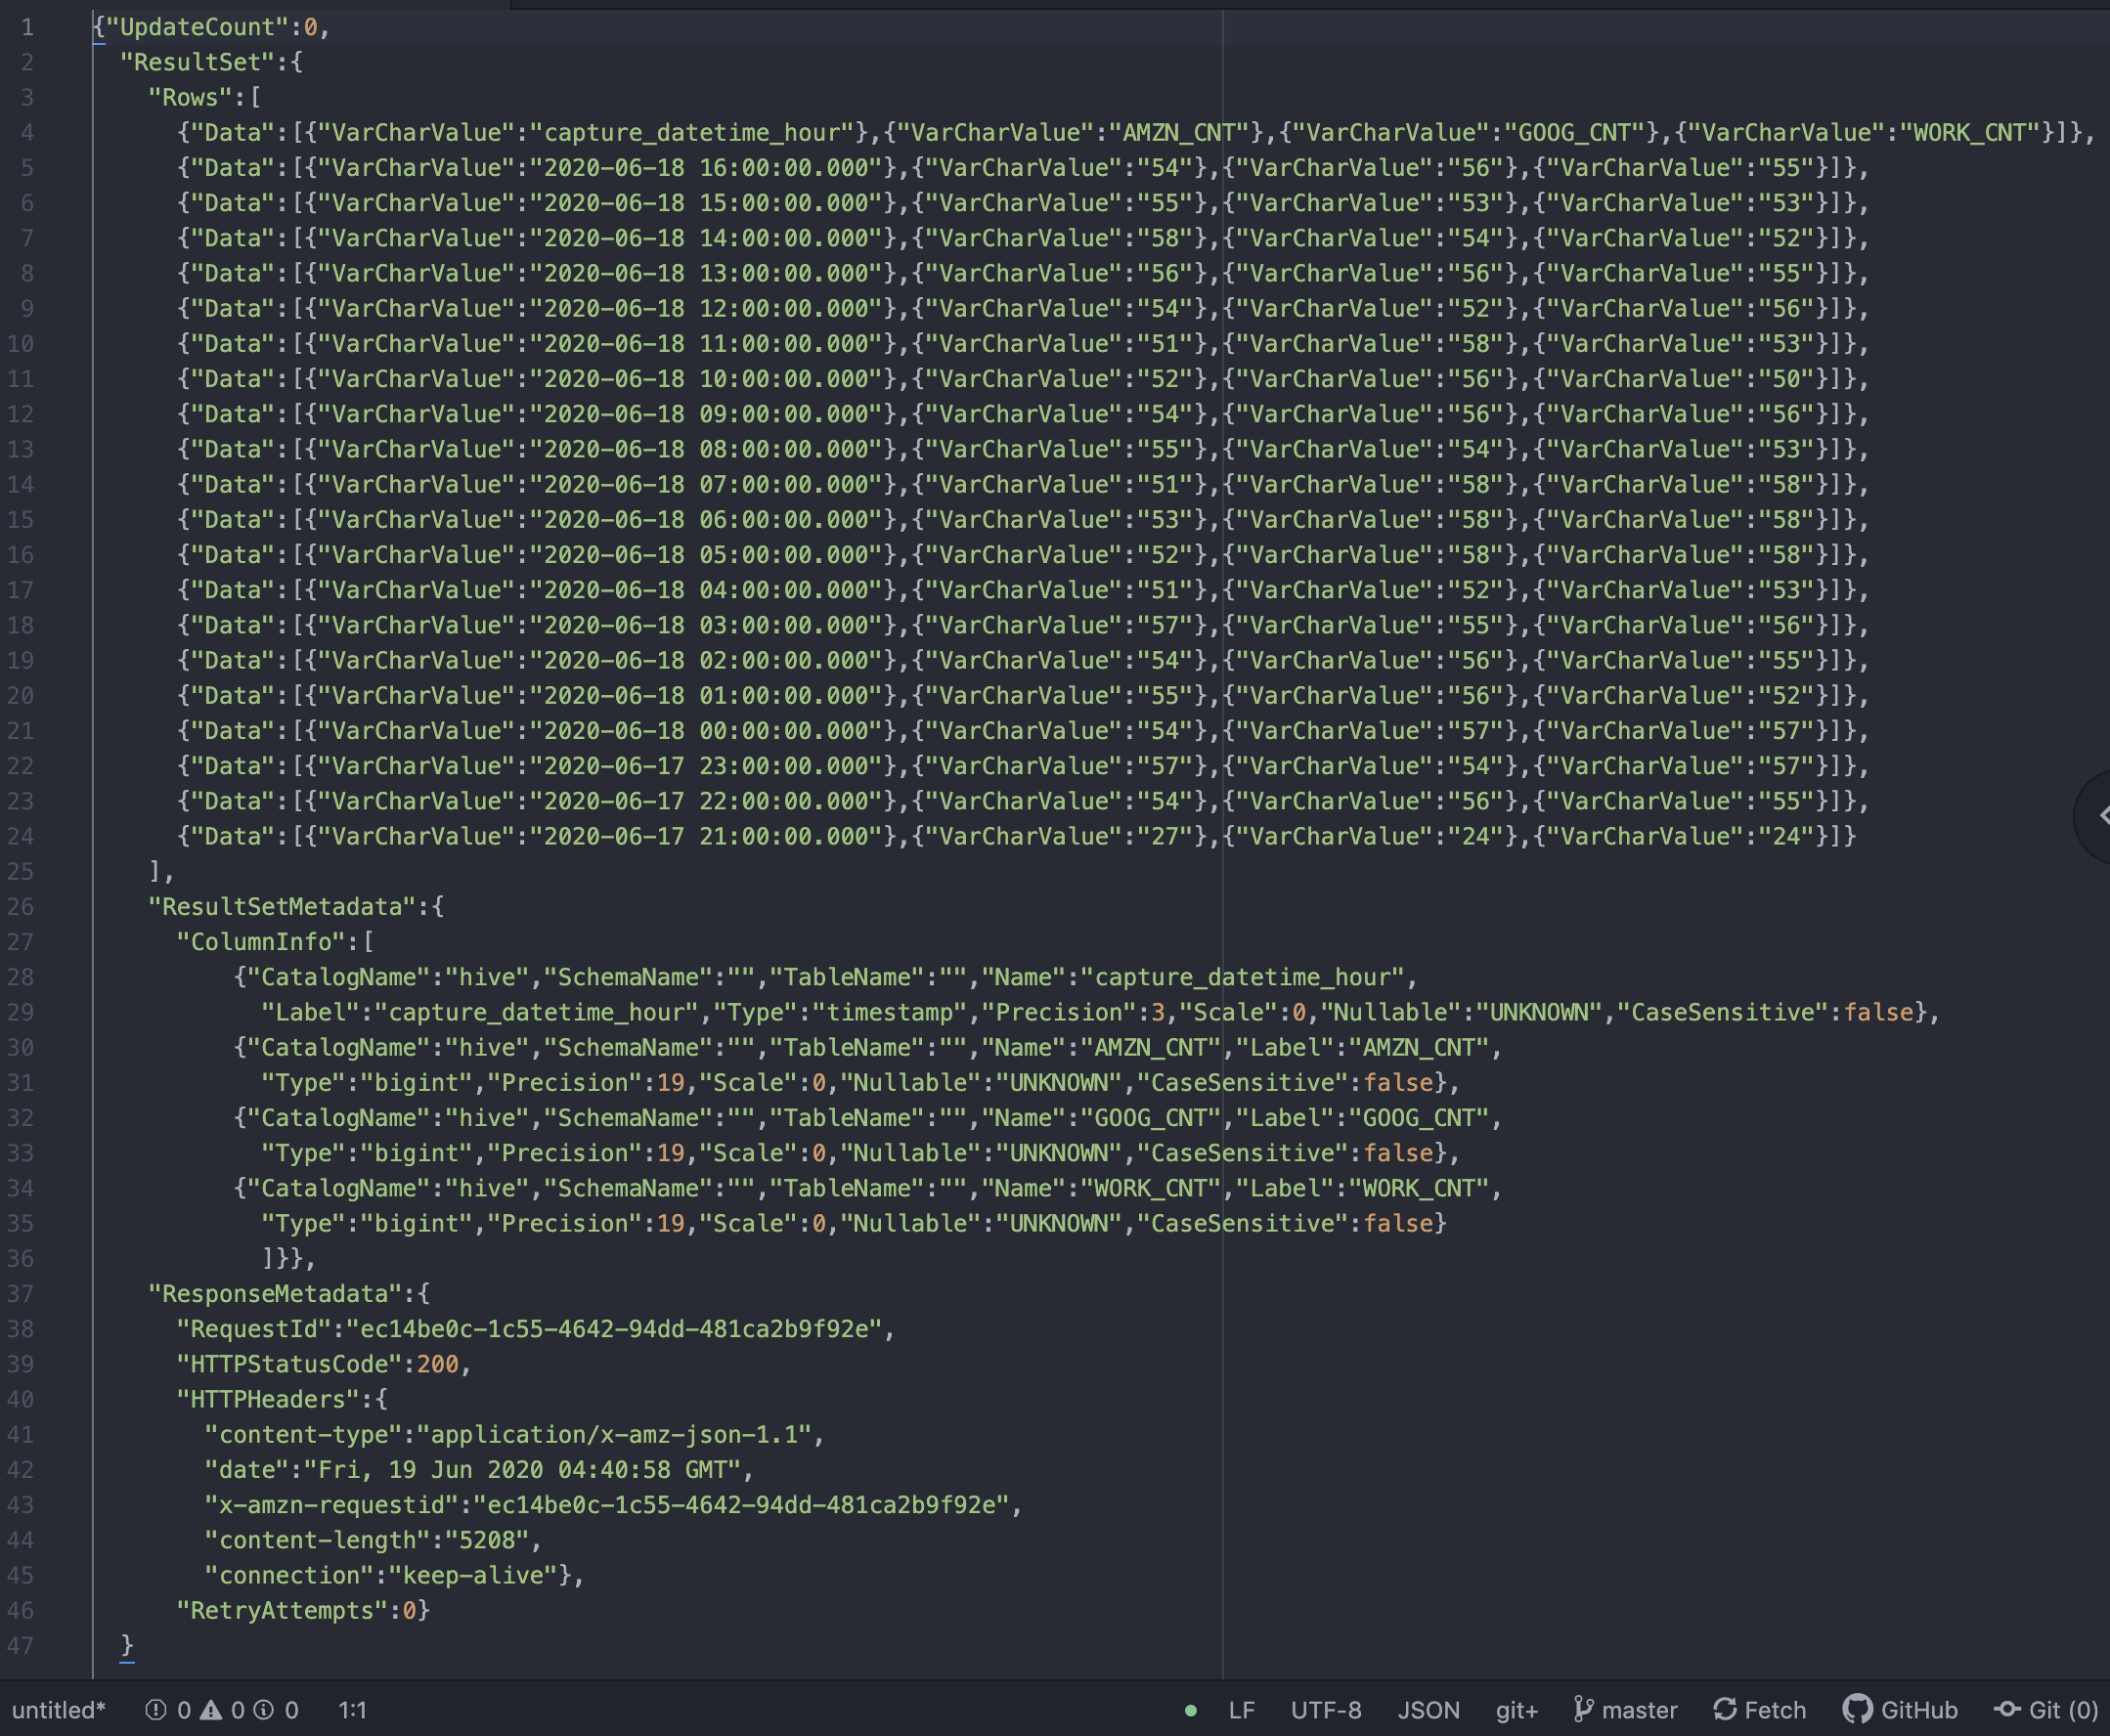 1 {"UpdateCount":0,
2 "ResultSet":{
3 "Rows":[
4 {"Data":[{"VarCharValue":"capture_datetime_hour"},{"VarCharValue":"AMZN_CNT"},{"VarCharValue":"GOOG_CNT"},{"VarCharValue":"WORK_CNT"}]},
5 {"Data":[{"VarCharValue":"2020-06-18 16:00:00.000"},{"VarCharValue":"54"},{"VarCharValue":"56"},{"VarCharValue":"55"}]},
6 {"Data":[{"VarCharValue":"2020-06-18 15:00:00.000"},{"VarCharValue":"55"},{"VarCharValue":"53"},{"VarCharValue":"53"}]},
7 {"Data":[{"VarCharValue":"2020-06-18 14:00:00.000"},{"VarCharValue":"58"},{"VarCharValue":"54"},{"VarCharValue":"52"}]},
8 {"Data":[{"VarCharValue":"2020-06-18 13:00:00.000"},{"VarCharValue":"56"},{"VarCharValue":"56"},{"VarCharValue":"55"}]},
9 {"Data":[{"VarCharValue":"2020-06-18 12:00:00.000"},{"VarCharValue":"54"},{"VarCharValue":"52"},{"VarCharValue":"56"}]},
10 {"Data":[{"VarCharValue":"2020-06-18 11:00:00.000"},{"VarCharValue":"51"},{"VarCharValue":"58"},{"VarCharValue":"53"}]},
11 {"Data":[{"VarCharValue":"2020-06-18 10:00:00.000"},{"VarCharValue":"52"},{"VarCharValue":"56"},{"VarCharValue":"50"}]},
12 {"Data":[{"VarCharValue":"2020-06-18 09:00:00.000"},{"VarCharValue":"54"},{"VarCharValue":"56"},{"VarCharValue":"56"}]},
13 {"Data":[{"VarCharValue":"2020-06-18 08:00:00.000"},{"VarCharValue":"55"},{"VarCharValue":"54"},{"VarCharValue":"53"}]},
14 {"Data":[{"VarCharValue":"2020-06-18 07:00:00.000"},{"VarCharValue":"51"},{"VarCharValue":"58"},{"VarCharValue":"58"}]},
15 {"Data":[{"VarCharValue":"2020-06-18 06:00:00.000"},{"VarCharValue":"53"},{"VarCharValue":"58"},{"VarCharValue":"58"}]},
16 {"Data":[{"VarCharValue":"2020-06-18 05:00:00.000"},{"VarCharValue":"52"},{"VarCharValue":"58"},{"VarCharValue":"58"}]},
17 {"Data":[{"VarCharValue":"2020-06-18 04:00:00.000"},{"VarCharValue":"51"},{"VarCharValue":"52"},{"VarCharValue":"53"}]},
18 {"Data":[{"VarCharValue":"2020-06-18 03:00:00.000"},{"VarCharValue":"57"},{"VarCharValue":"55"},{"VarCharValue":"56"}]},
19 {"Data":[{"VarCharValue":"2020-06-18 02:00:00.000"},{"VarCharValue":"54"},{"VarCharValue":"56"},{"VarCharValue":"55"}]},
20 {"Data":[{"VarCharValue":"2020-06-18 01:00:00.000"},{"VarCharValue":"55"},{"VarCharValue":"56"},{"VarCharValue":"52"}]},
21 {"Data":[{"VarCharValue":"2020-06-18 00:00:00.000"},{"VarCharValue":"54"},{"VarCharValue":"57"},{"VarCharValue":"57"}]},
22 {"Data":[{"VarCharValue":"2020-06-17 23:00:00.000"},{"VarCharValue":"57"},{"VarCharValue":"54"},{"VarCharValue":"57"}]},
23 {"Data":[{"VarCharValue":"2020-06-17 22:00:00.000"},{"VarCharValue":"54"},{"VarCharValue":"56"},{"VarCharValue":"55"}]},
24 {"Data":[{"VarCharValue":"2020-06-17 21:00:00.000"},{"VarCharValue":"27"},{"VarCharValue":"24"},{"VarCharValue":"24"}]}
25 ],
26 "ResultSetMetadata":{
27 "ColumnInfo":[
28 {"CatalogName":"hive","SchemaName":"","TableName":"","Name":"capture_datetime_hour",
29 "Label":"capture_datetime_hour","Type":"timestamp","Precision":3,"Scale":0,"Nullable":"UNKNOWN","CaseSensitive":false},
30 {"CatalogName":"hive","SchemaName":"","TableName":"","Name":"AMZN_CNT","Label":"AMZN_CNT",
31 "Type":"bigint","Precision":19,"Scale":0,"Nullable":"UNKNOWN","CaseSensitive":false},
32 {"CatalogName":"hive","SchemaName":"","TableName":"","Name":"GOOG_CNT","Label":"GOOG_CNT",
33 "Type":"bigint","Precision":19,"Scale":0,"Nullable":"UNKNOWN","CaseSensitive":false},
34 {"CatalogName":"hive","SchemaName":"","TableName":"","Name":"WORK_CNT","Label":"WORK_CNT",
35 "Type":"bigint","Precision":19,"Scale":0,"Nullable":"UNKNOWN","CaseSensitive":false}
36 ]}},
37 "ResponseMetadata":{
38 "RequestId":"ec14be0c-1c55-4642-94dd-481ca2b9f92e",
39 "HTTPStatusCode":200,
40 "HTTPHeaders":{
41 "content-type":"application/x-amz-json-1.1",
42 "date":"Fri, 19 Jun 2020 04:40:58 GMT",
43 "x-amzn-requestid":"ec14be0c-1c55-4642-94dd-481ca2b9f92e",
44 "content-length":"5208",
45 "connection":"keep-alive"},
46 "RetryAttempts":0}
47 }
untitled* 0 0 0 1:1 LF UTF-8 JSON git+ master Fetch GitHub Git (0)